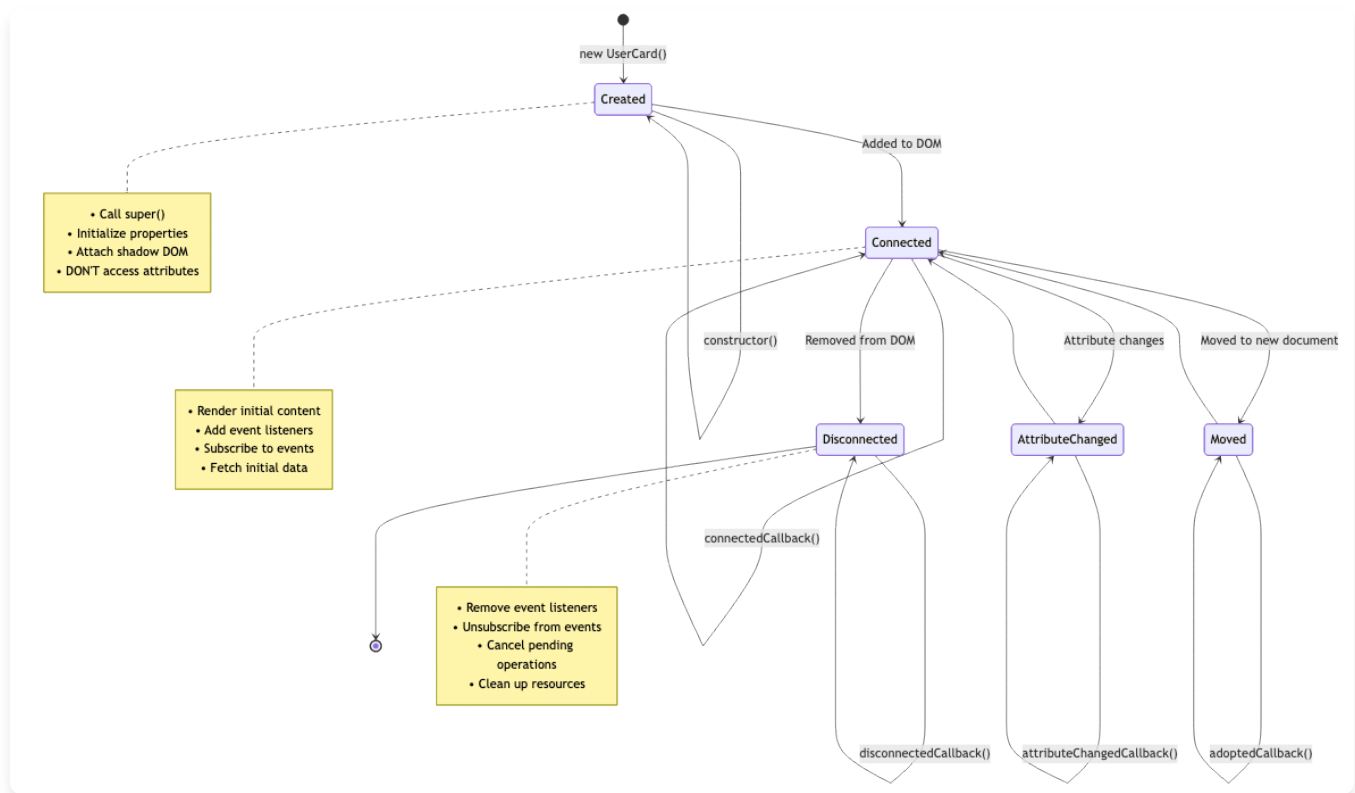 new UserCard()
Created
Added to DOM
• Call super()
• Initialize properties
• Attach shadow DOM
• DON'T access attributes
Connected
constructor()
Removed from DOM
Attribute changes
Moved to new document
• Render initial content
• Add event listeners
• Subscribe to events
• Fetch initial data
Disconnected
AttributeChanged
Moved
connectedCallback()
• Remove event listeners
• Unsubscribe from events
• Cancel pending
operations
• Clean up resources
disconnectedCallback()
attributeChangedCallback()
adoptedCallback()